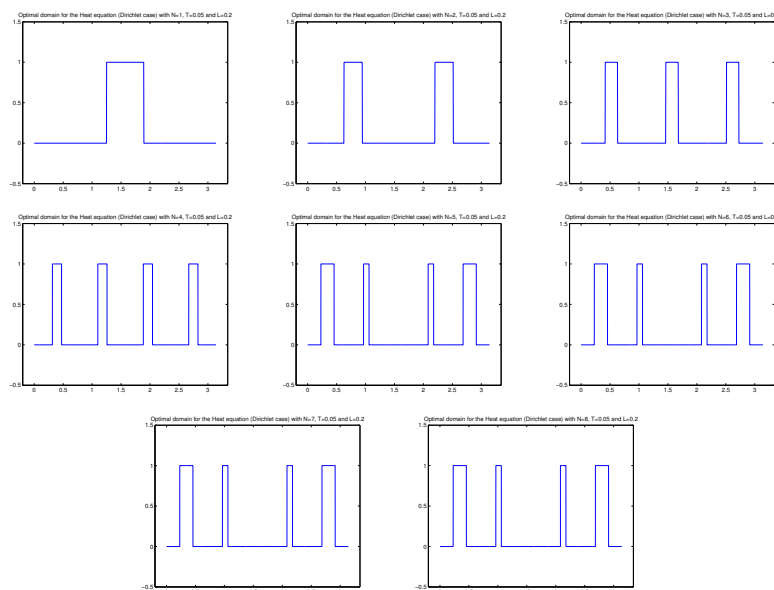 Optimal domain for the Heat equation (Dirichlet case) with N=1, T=0.05 and L=0.2
Optimal domain for the Heat equation (Dirichlet case) with N=2, T=0.05 and L=0.2
Optimal domain for the Heat equation (Dirichlet case) with N=3, T=0.05 and L=0
1.5
1
0.5
0
−0.5
0 0.5 1 1.5 2 2.5 3
1.5
1
0.5
0
−0.5
0 0.5 1 1.5 2 2.5 3
1.5
1
0.5
0
−0.5
0 0.5 1 1.5 2 2.5 3
Optimal domain for the Heat equation (Dirichlet case) with N=4, T=0.05 and L=0.2
Optimal domain for the Heat equation (Dirichlet case) with N=5, T=0.05 and L=0.2
Optimal domain for the Heat equation (Dirichlet case) with N=6, T=0.05 and L=0
1.5
1
0.5
0
−0.5
0 0.5 1 1.5 2 2.5 3
1.5
1
0.5
0
−0.5
0 0.5 1 1.5 2 2.5 3
1.5
1
0.5
0
−0.5
0 0.5 1 1.5 2 2.5 3
Optimal domain for the Heat equation (Dirichlet case) with N=7, T=0.05 and L=0.2
Optimal domain for the Heat equation (Dirichlet case) with N=8, T=0.05 and L=0.2
1.5
1
0.5
0
−0.5
1.5
1
0.5
0
−0.5